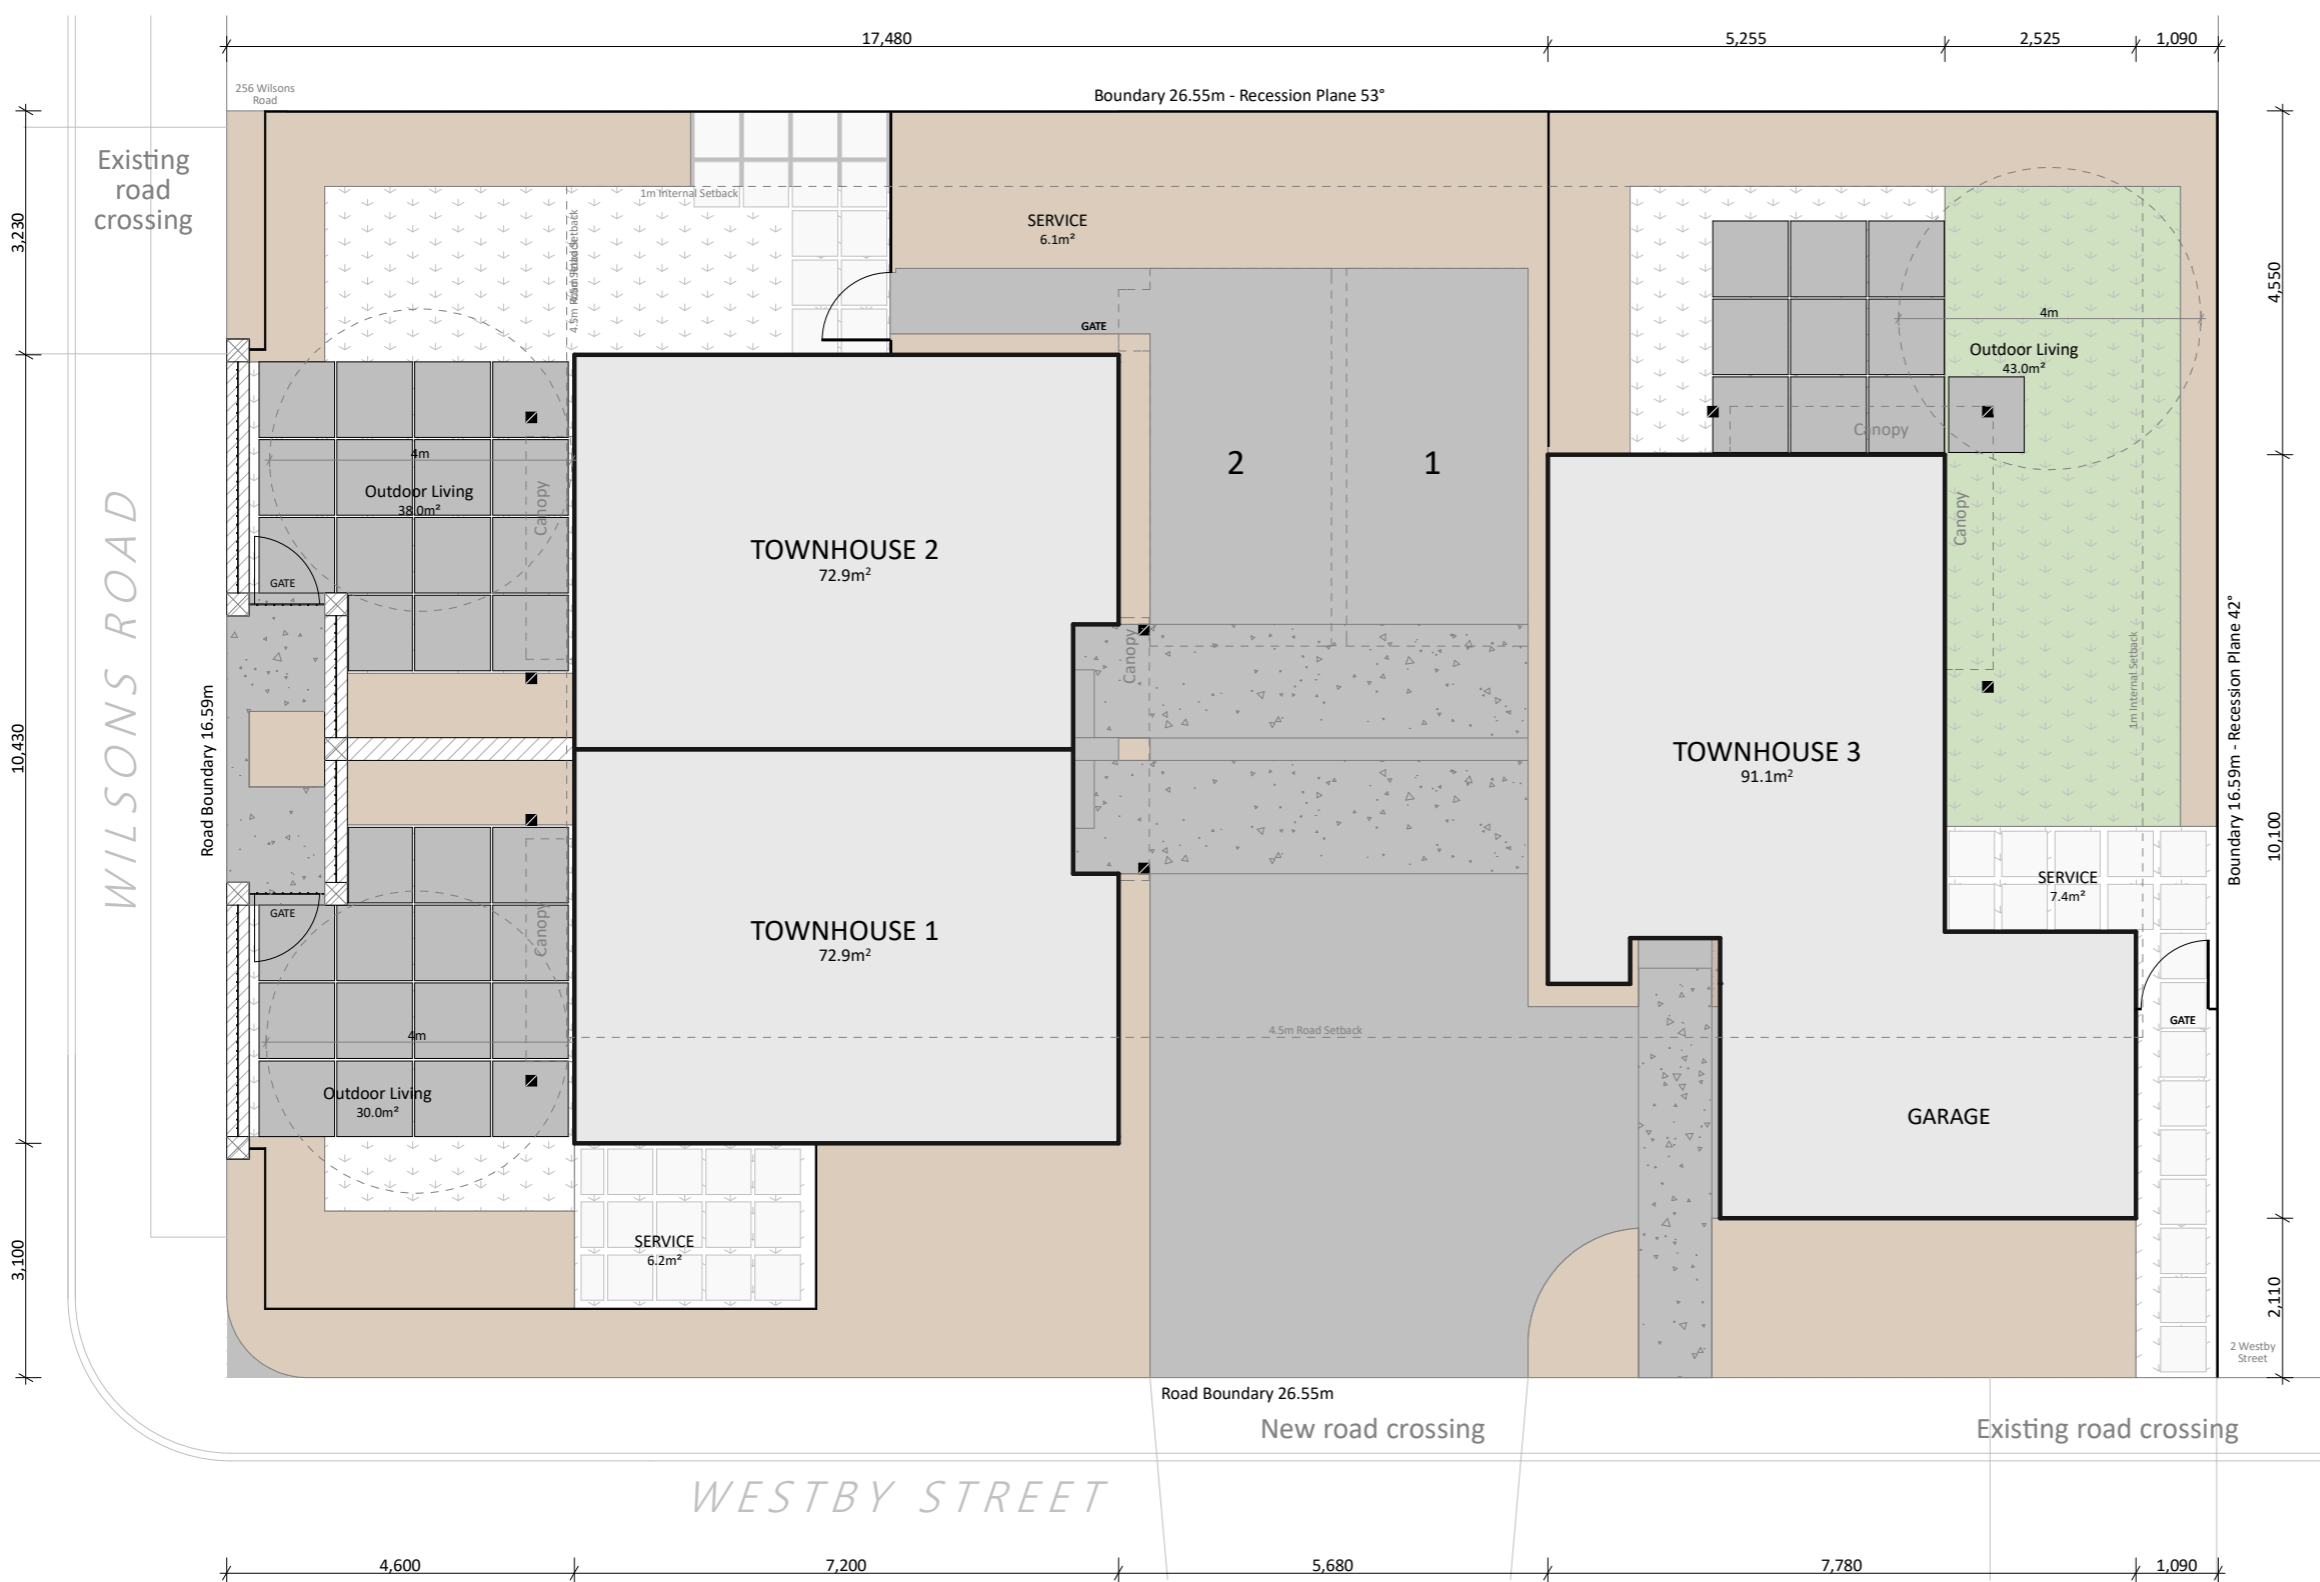 17,480
5,255
2,525
1,090
256 Wilsons
Road
Boundary 26.55m - Recession Plane 53°
Existing
road
crossing
3,230
1m Internal Setback
4.5m Road Setback
SERVICE
6.1m²
GATE
4,550
4m
Outdoor Living
43.0m²
Canopy
Canopy
2
1
4m
Outdoor Living
38.0m²
Canopy
GATE
TOWNHOUSE 2
72.9m²
Canopy
WILSONS ROAD
Road Boundary 16.59m
10,430
TOWNHOUSE 3
91.1m²
1m Internal Setback
Boundary 16.59m - Recession Plane 42°
10,100
SERVICE
7.4m²
GATE
TOWNHOUSE 1
72.9m²
GATE
Canopy
4m
Outdoor Living
30.0m²
4.5m Road Setback
GARAGE
SERVICE
6.2m²
3,100
2,110
2 Westby
Street
Road Boundary 26.55m
New road crossing
Existing road crossing
WESTBY STREET
4,600
7,200
5,680
7,780
1,090